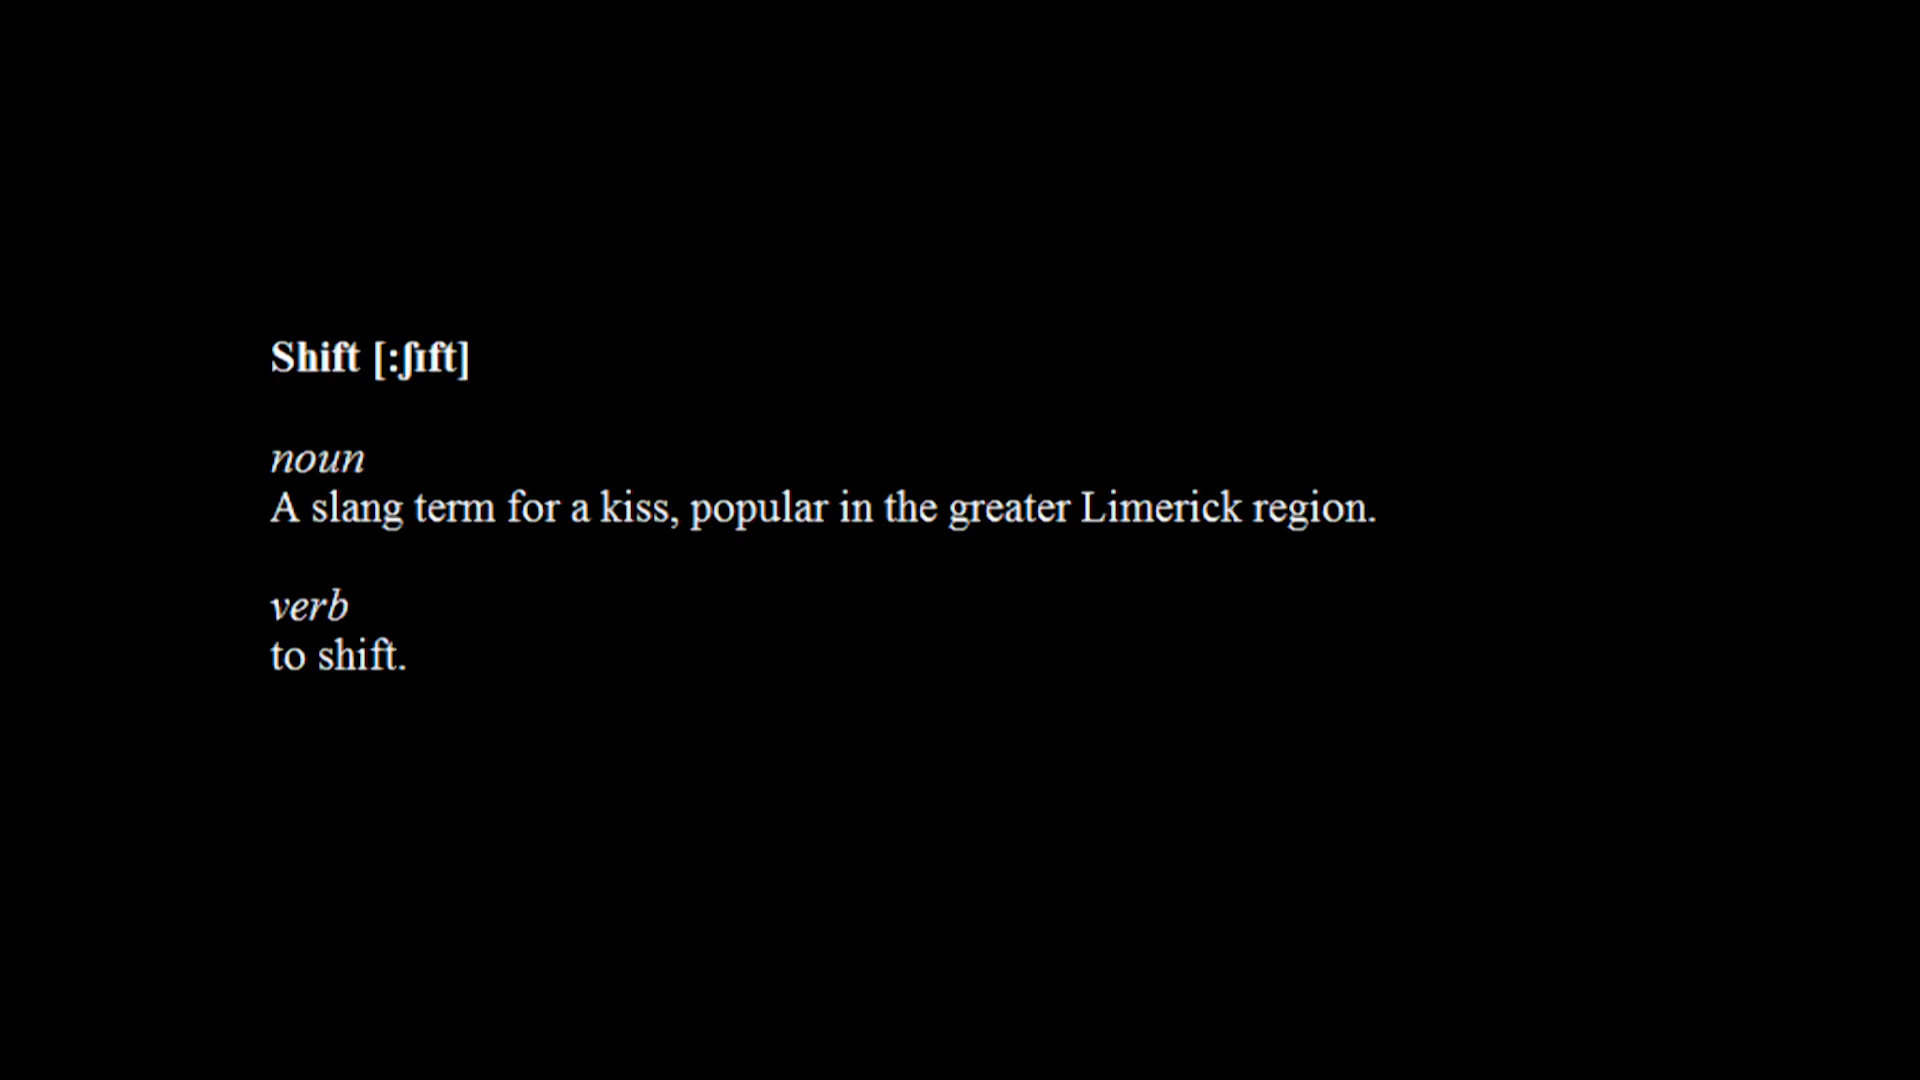 Shift [:ʃɪft]
noun
A slang term for a kiss, popular in the greater Limerick region.
verb
to shift.